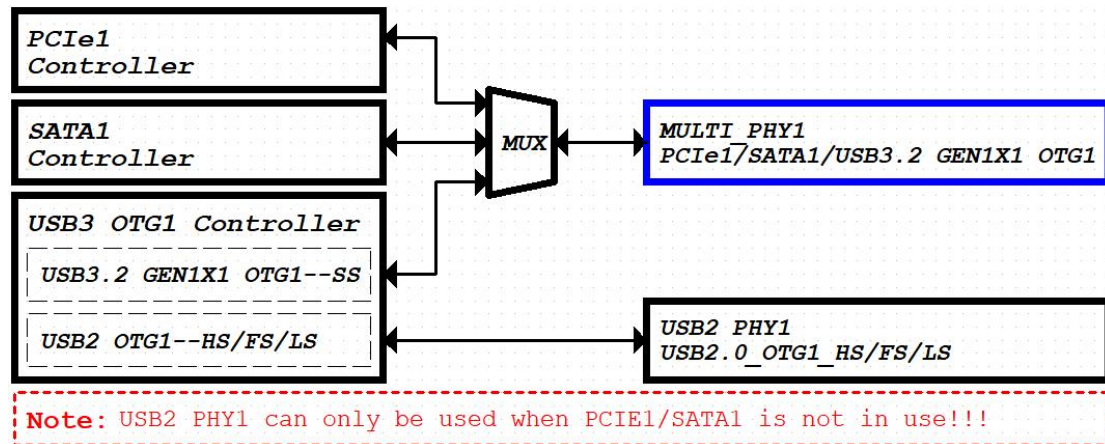 PCIe1
Controller
SATA1
Controller
MUX
MULTI_PHY1
PCIe1/SATA1/USB3.2 GEN1X1 OTG1
USB3 OTG1 Controller
USB3.2 GEN1X1 OTG1--SS
USB2 OTG1--HS/FS/LS
USB2 PHY1
USB2.0_OTG1_HS/FS/LS
Note: USB2 PHY1 can only be used when PCIE1/SATA1 is not in use!!!